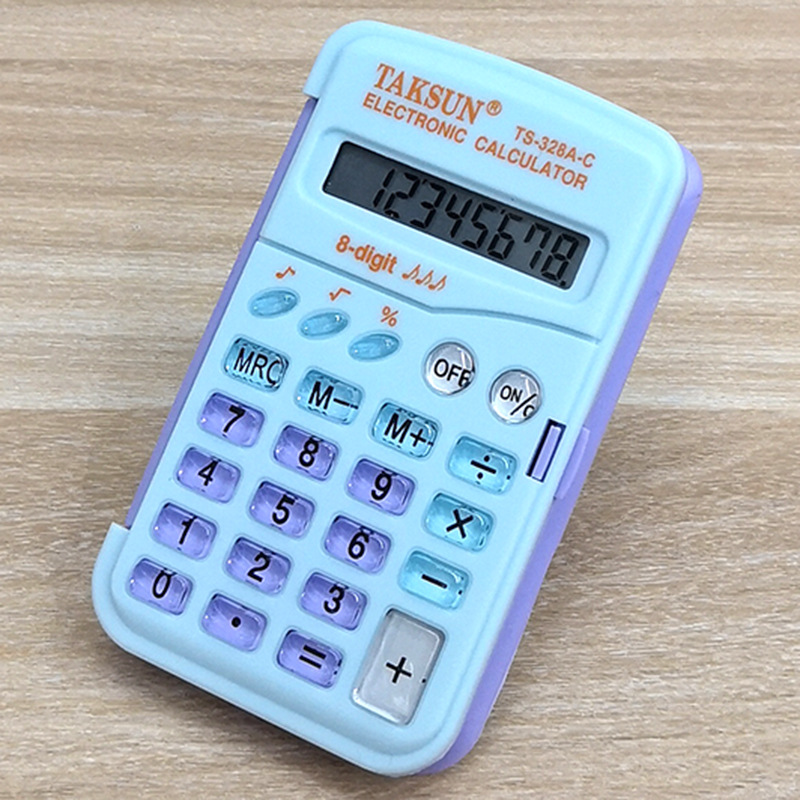 TAKSUN®
ELECTRONIC CALCULATOR
TS-328A-C
12345678.
8-digit ♪♪♪
♪ √ %
MRC M− M+ OFF ON/C
7 8 9 ÷
4 5 6 ×
1 2 3 −
0 . = +